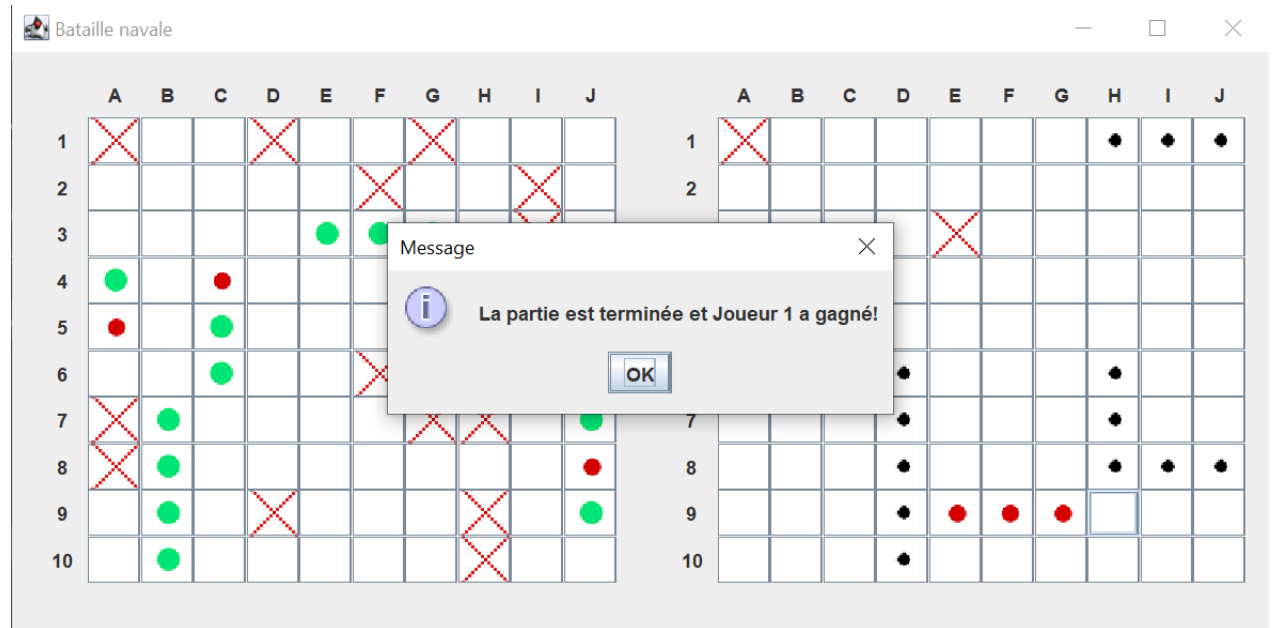 Bataille navale
A B C D E F G H I J A B C D E F G H I J
1 1
2 2
3
4
5
6
7 7
8 8
9 9
10 10
Message
La partie est terminée et Joueur 1 a gagné!
OK